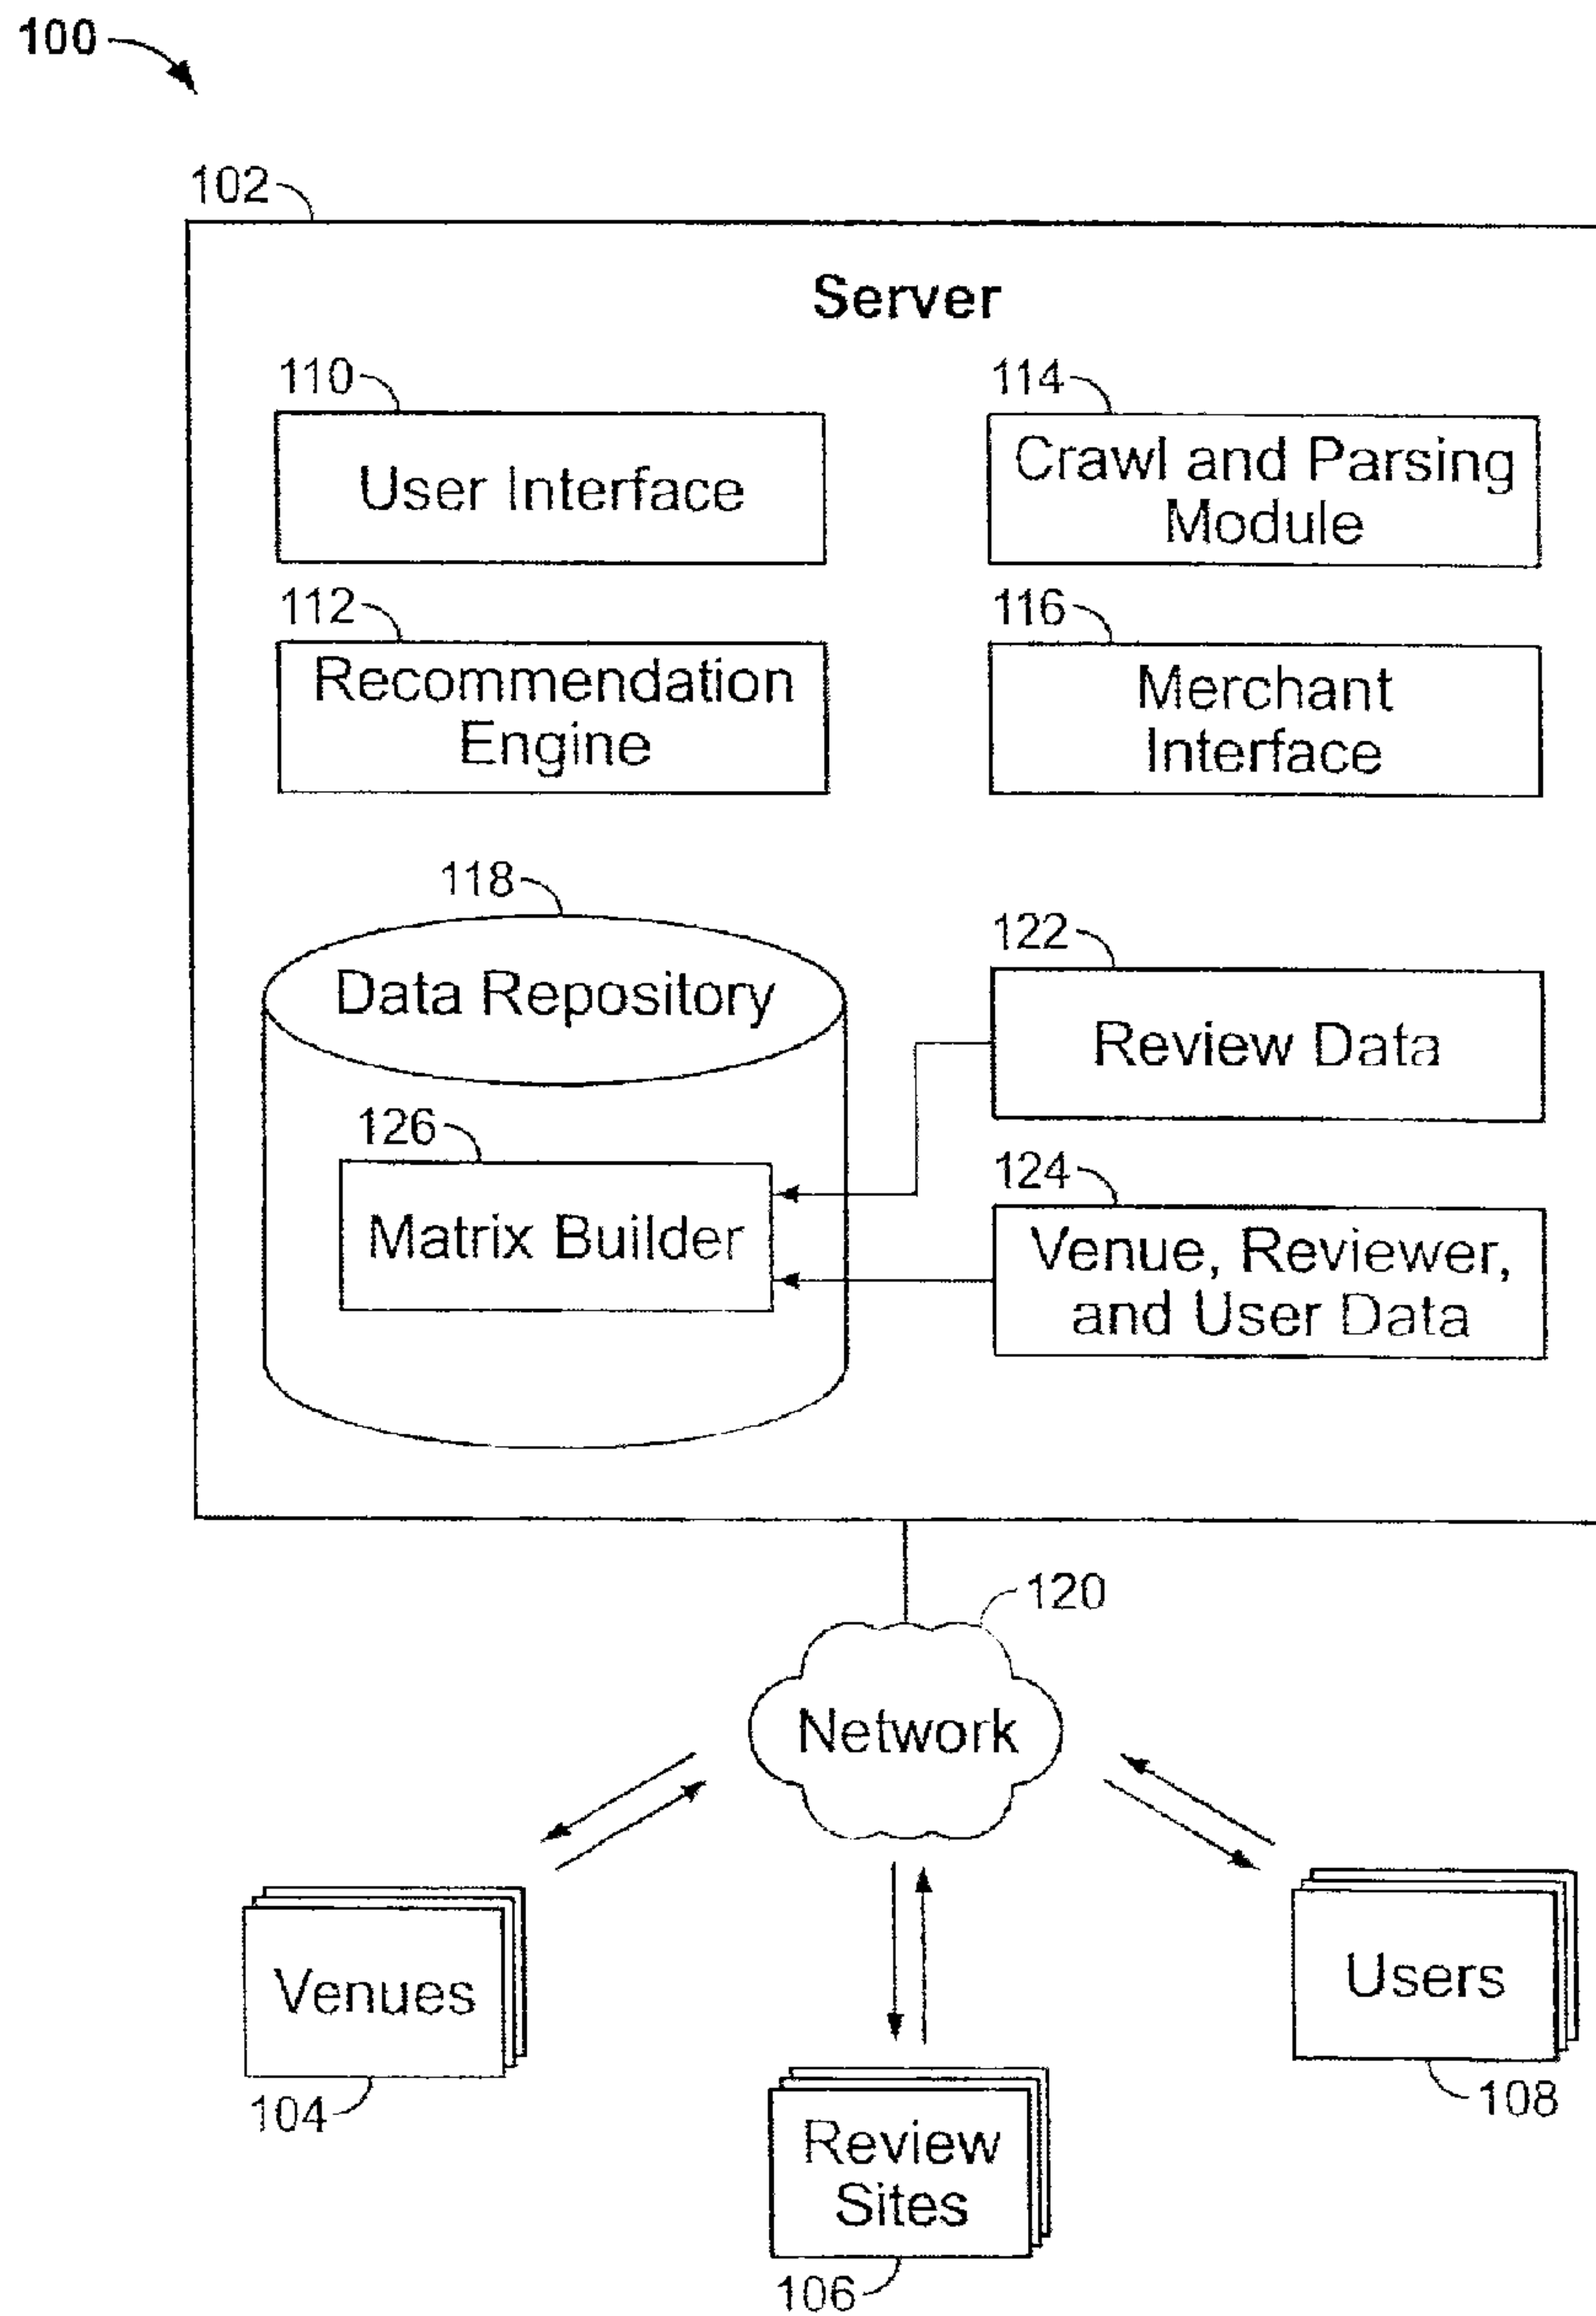 100
102
Server
110
User Interface
114
Crawl and Parsing
Module
112
Recommendation
Engine
116
Merchant
Interface
118
Data Repository
122
Review Data
126
Matrix Builder
124
Venue, Reviewer,
and User Data
120
Network
Venues
104
Review
Sites
106
Users
108